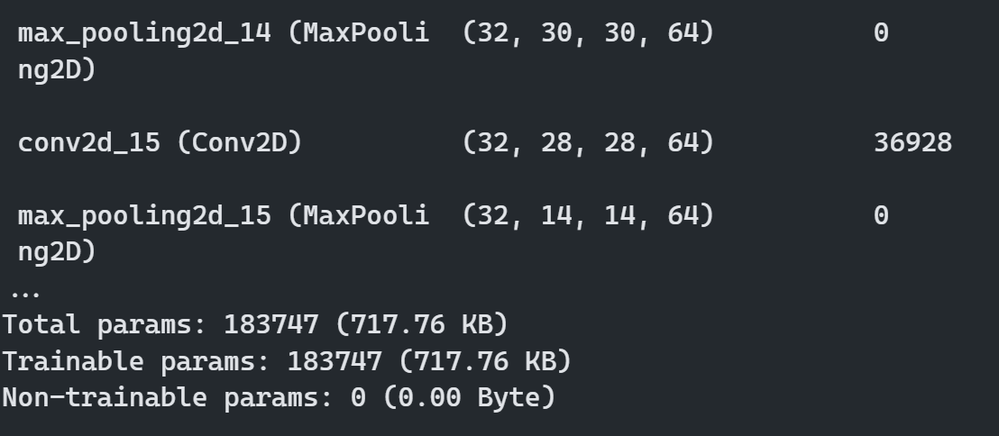 max_pooling2d_14 (MaxPooli (32, 30, 30, 64) 0
ng2D)
conv2d_15 (Conv2D) (32, 28, 28, 64) 36928
max_pooling2d_15 (MaxPooli (32, 14, 14, 64) 0
ng2D)
...
Total params: 183747 (717.76 KB)
Trainable params: 183747 (717.76 KB)
Non-trainable params: 0 (0.00 Byte)